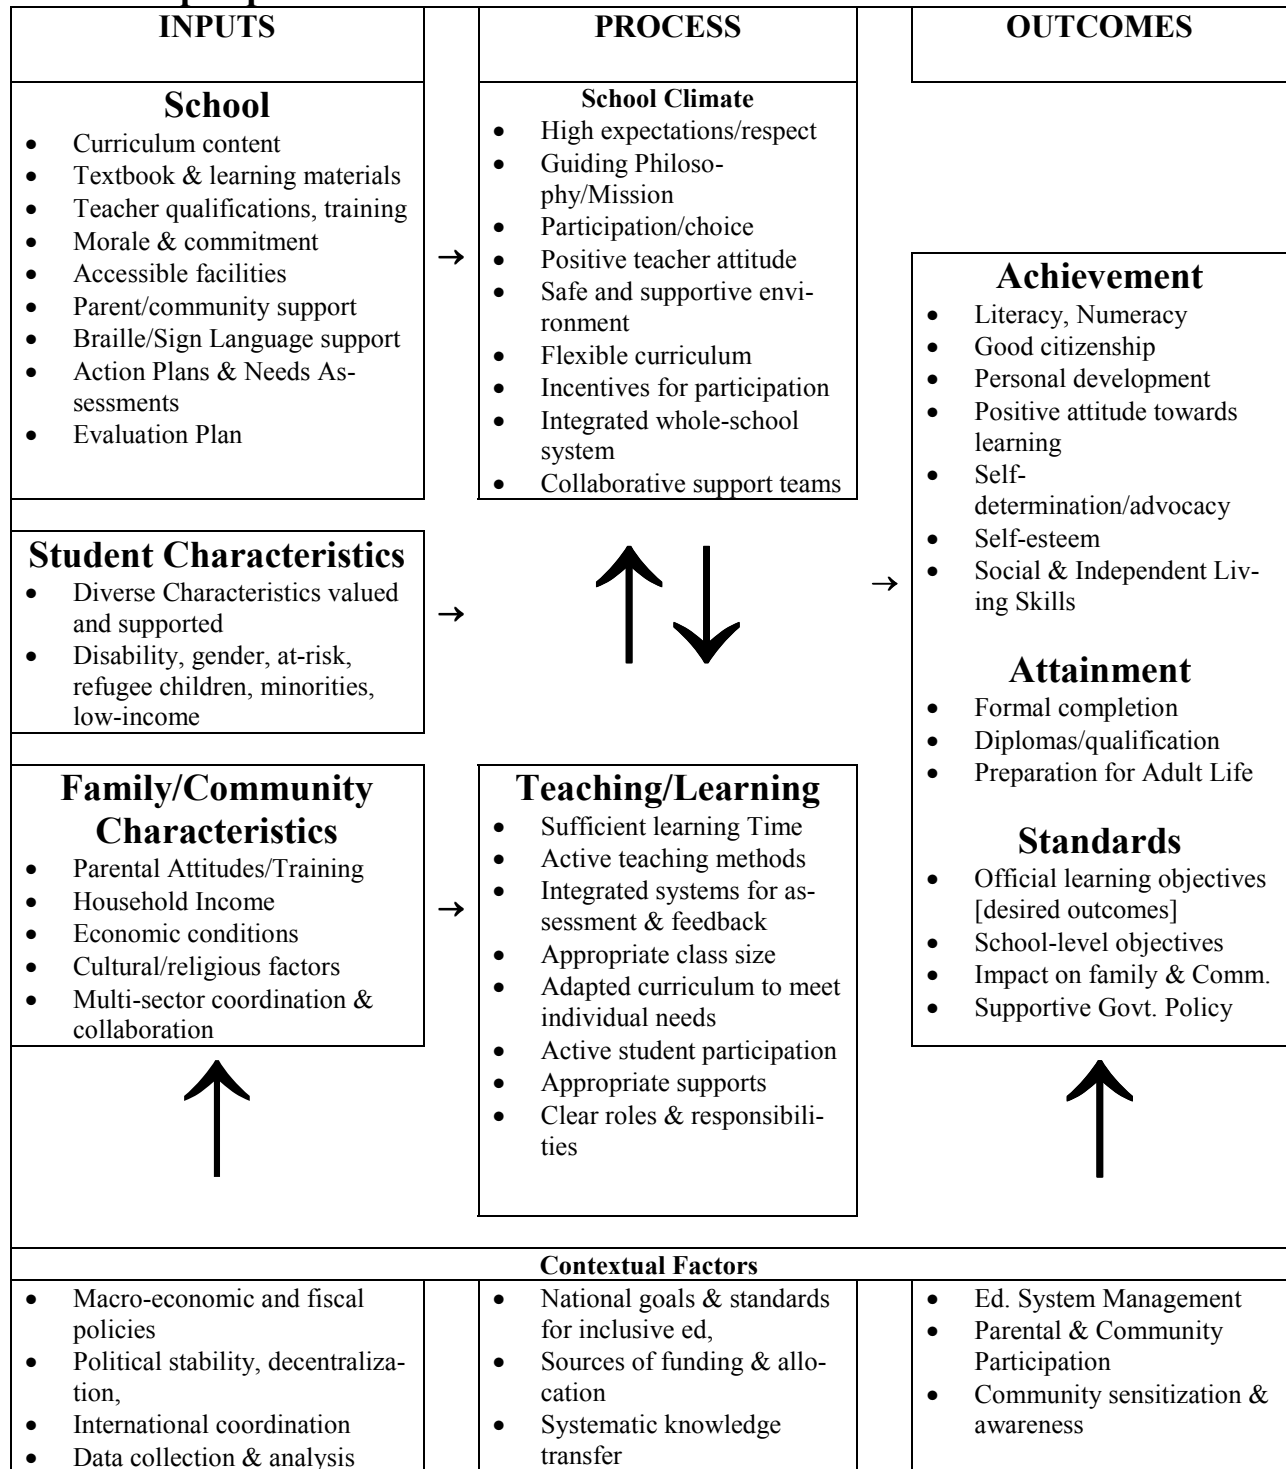 INPUTS
PROCESS
OUTCOMES
School
• Curriculum content
• Textbook & learning materials
• Teacher qualifications, training
• Morale & commitment
• Accessible facilities
• Parent/community support
• Braille/Sign Language support
• Action Plans & Needs As-
sessments
• Evaluation Plan
→
School Climate
• High expectations/respect
• Guiding Philoso-
phy/Mission
• Participation/choice
• Positive teacher attitude
• Safe and supportive envi-
ronment
• Flexible curriculum
• Incentives for participation
• Integrated whole-school
system
• Collaborative support teams
Student Characteristics
• Diverse Characteristics valued
and supported
• Disability, gender, at-risk,
refugee children, minorities,
low-income
→
Family/Community
Characteristics
• Parental Attitudes/Training
• Household Income
• Economic conditions
• Cultural/religious factors
• Multi-sector coordination &
collaboration
→
Teaching/Learning
• Sufficient learning Time
• Active teaching methods
• Integrated systems for as-
sessment & feedback
• Appropriate class size
• Adapted curriculum to meet
individual needs
• Active student participation
• Appropriate supports
• Clear roles & responsibili-
ties
→
Achievement
• Literacy, Numeracy
• Good citizenship
• Personal development
• Positive attitude towards
learning
• Self-
determination/advocacy
• Self-esteem
• Social & Independent Liv-
ing Skills
Attainment
• Formal completion
• Diplomas/qualification
• Preparation for Adult Life
Standards
• Official learning objectives
[desired outcomes]
• School-level objectives
• Impact on family & Comm.
• Supportive Govt. Policy
Contextual Factors
• Macro-economic and fiscal
policies
• Political stability, decentraliza-
tion,
• International coordination
• Data collection & analysis
• National goals & standards
for inclusive ed,
• Sources of funding & allo-
cation
• Systematic knowledge
transfer
• Ed. System Management
• Parental & Community
Participation
• Community sensitization &
awareness